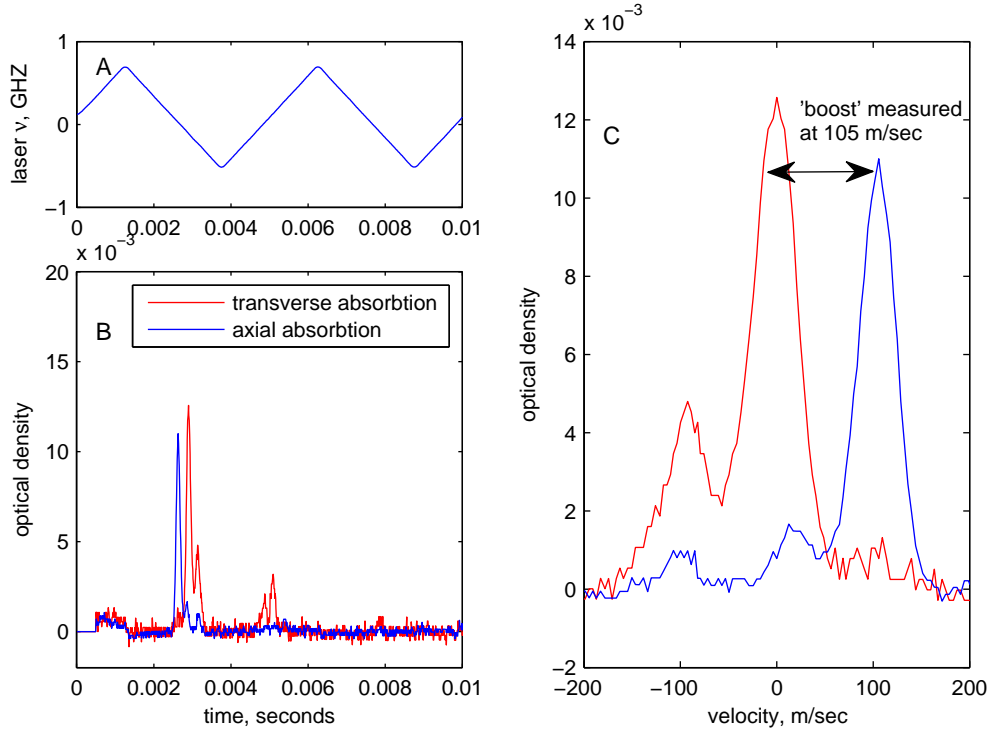 1
0
−1
laser ν, GHZ
A
0
0.002
0.004
0.006
0.008
0.01
x 10⁻³
20
15
10
5
0
optical density
B
transverse absorbtion
axial absorbtion
0
0.002
0.004
0.006
0.008
0.01
time, seconds
x 10⁻³
14
12
10
8
6
4
2
0
−2
optical density
C
'boost' measured
at 105 m/sec
−200
−100
0
100
200
velocity, m/sec